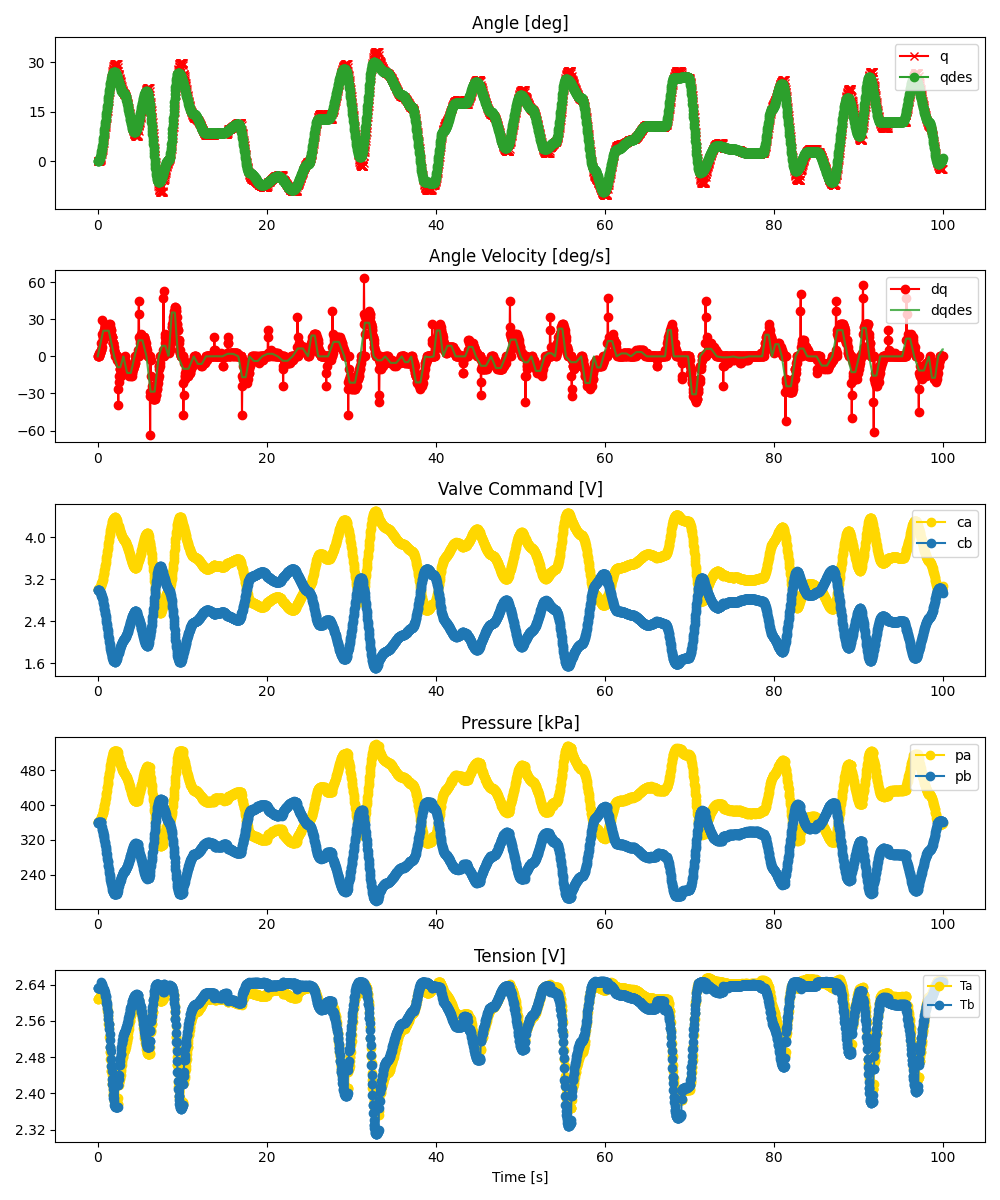 Angle [deg]
30
15
0
q
qdes
0 20 40 60 80 100
Angle Velocity [deg/s]
60
30
0
−30
−60
dq
dqdes
0 20 40 60 80 100
Valve Command [V]
4.0
3.2
2.4
1.6
ca
cb
0 20 40 60 80 100
Pressure [kPa]
480
400
320
240
pa
pb
0 20 40 60 80 100
Tension [V]
2.64
2.56
2.48
2.40
2.32
Ta
Tb
0 20 40 60 80 100
Time [s]